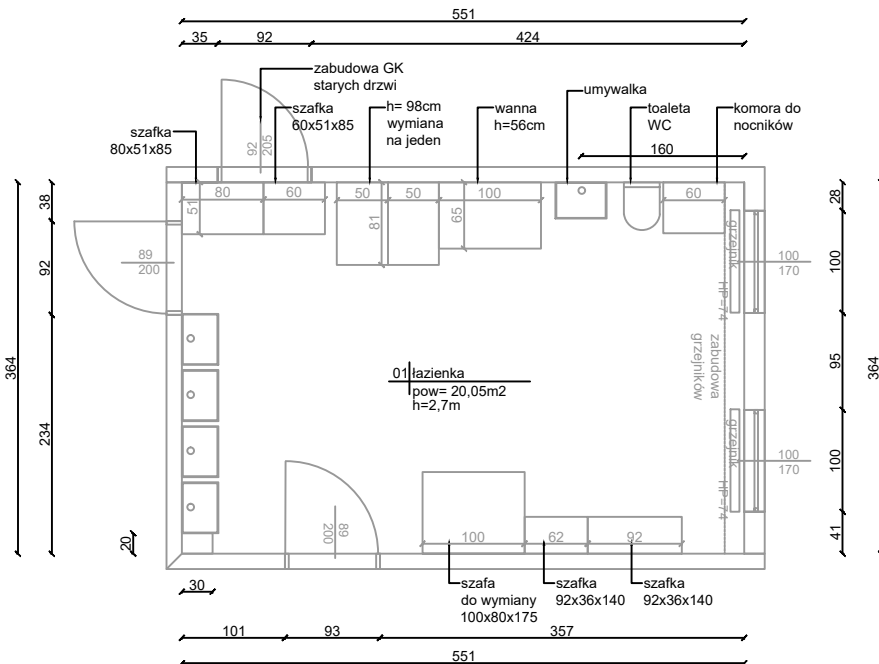 551
35
92
424
zabudowa GK
starych drzwi
szafka
60x51x85
h= 98cm
wymiana
na jeden
wanna
h=56cm
umywalka
toaleta
WC
komora do
nocników
szafka
80x51x85
92
205
160
80
60
50
50
100
60
51
81
65
38
92
234
364
20
89
200
28
100
95
100
41
364
100
170
100
170
grzejnik
HP=74
grzejnik
HP=74
zabudowa
grzejników
01 łazienka
pow= 20,05m2
h=2,7m
89
200
100
62
92
szafa
do wymiany
100x80x175
szafka
92x36x140
szafka
92x36x140
30
101
93
357
551